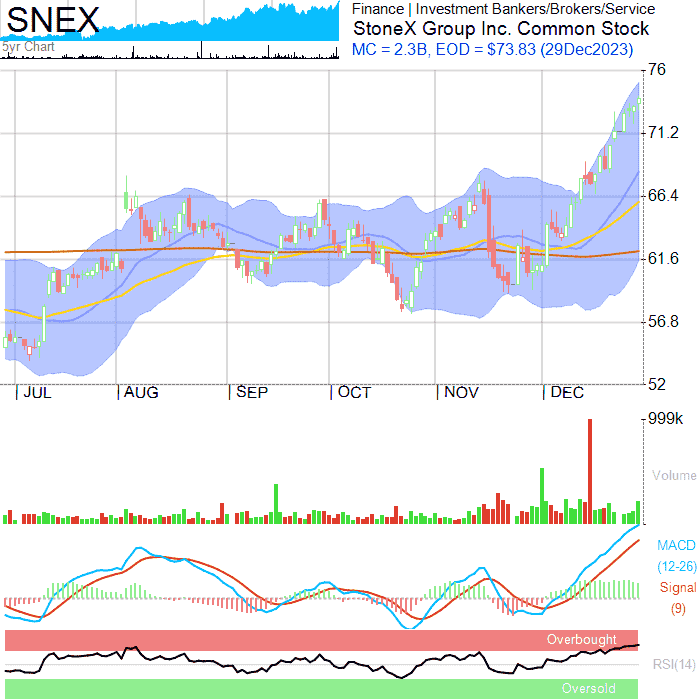 SNEX
5yr Chart
Finance | Investment Bankers/Brokers/Service
StoneX Group Inc. Common Stock
MC = 2.3B, EOD = $73.83 (29Dec2023)
76
71.2
66.4
61.6
56.8
52
JUL AUG SEP OCT NOV DEC
999k
Volume
MACD
(12-26)
Signal
(9)
Overbought
RSI(14)
Oversold